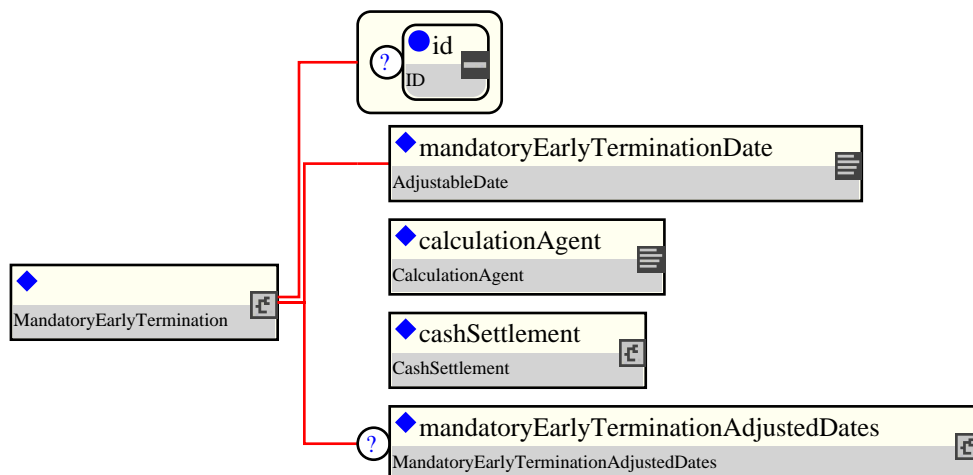 id
?
ID
mandatoryEarlyTerminationDate
AdjustableDate
calculationAgent
CalculationAgent
MandatoryEarlyTermination
cashSettlement
CashSettlement
?
mandatoryEarlyTerminationAdjustedDates
MandatoryEarlyTerminationAdjustedDates